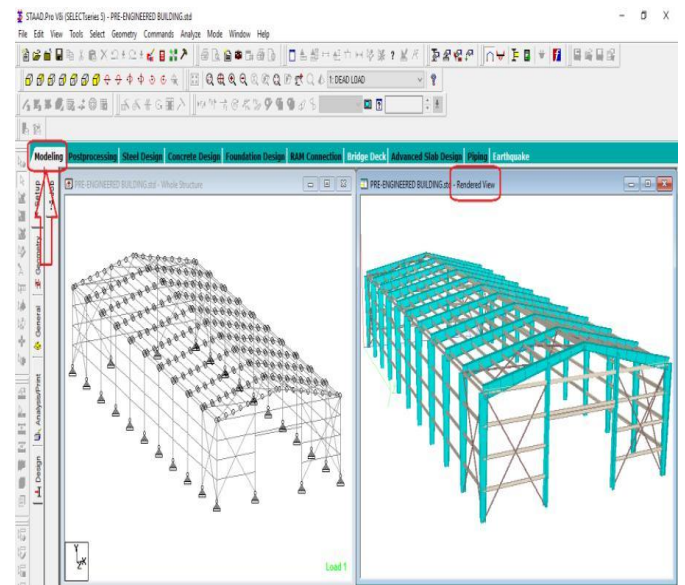 STAAD.Pro V8i (SELECTseries 5) - PRE-ENGINEERED BUILDING.std
File Edit View Tools Select Geometry Commands Analyze Mode Window Help
1: DEAD LOAD
Modeling Postprocessing Steel Design Concrete Design Foundation Design RAM Connection Bridge Deck Advanced Slab Design Piping Earthquake
PRE-ENGINEERED BUILDING.std - Whole Structure
PRE-ENGINEERED BUILDING.std - Rendered View
Setup
Job
Geometry
General
Analysis/Print
Design
Y
X
Z
Load 1